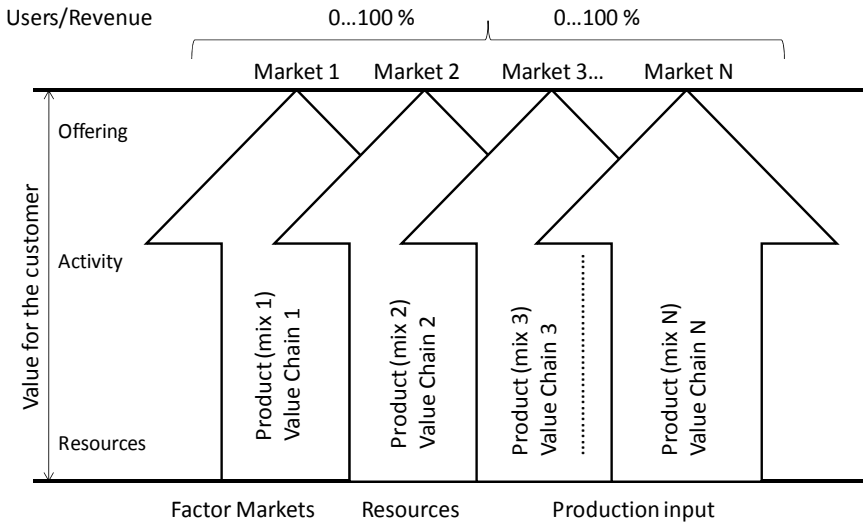 Users/Revenue 0...100 % 0...100 %
Market 1 Market 2 Market 3... Market N
Offering
Value for the customer
Activity
Product (mix 1)
Value Chain 1
Product (mix 2)
Value Chain 2
Product (mix 3)
Value Chain 3
Product (mix N)
Value Chain N
Resources
Factor Markets Resources Production input